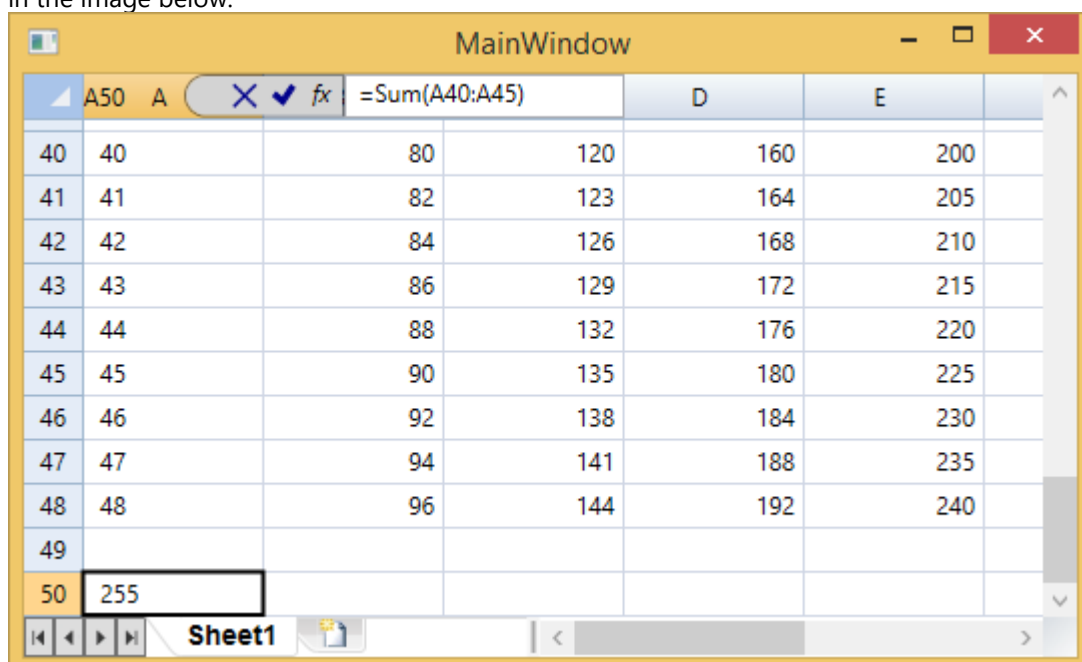 in the image below.
MainWindow
A50 A fx =Sum(A40:A45) D E
40 40 80 120 160 200
41 41 82 123 164 205
42 42 84 126 168 210
43 43 86 129 172 215
44 44 88 132 176 220
45 45 90 135 180 225
46 46 92 138 184 230
47 47 94 141 188 235
48 48 96 144 192 240
49
50 255
Sheet1